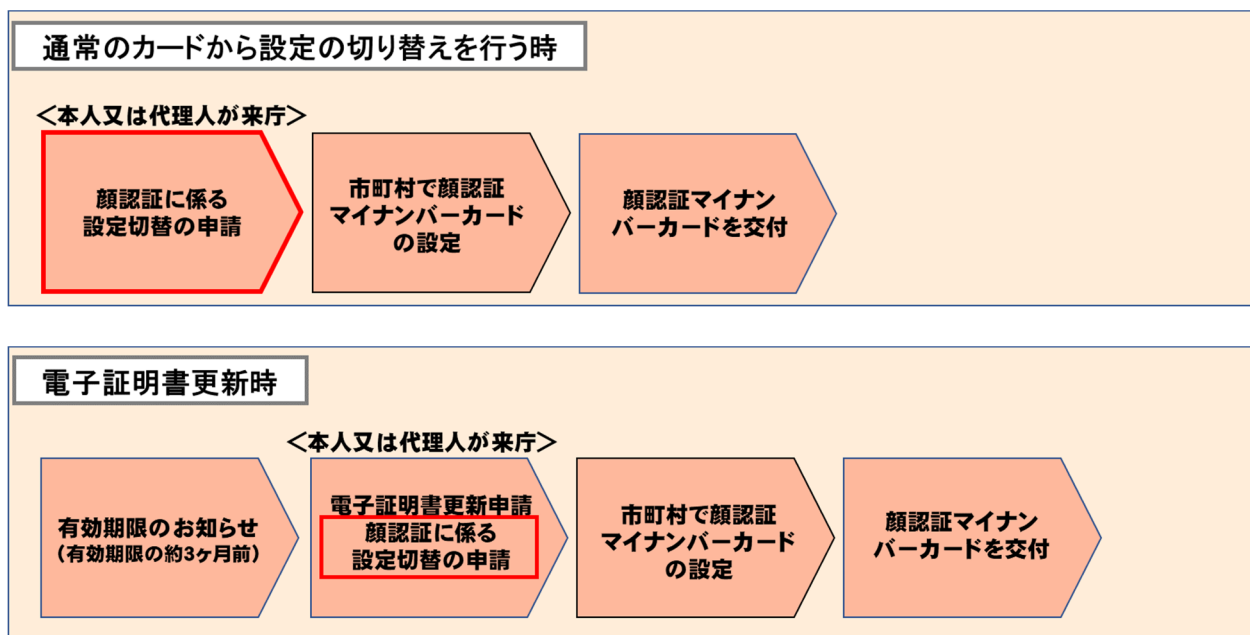 通常のカードから設定の切り替えを行う時
＜本人又は代理人が来庁＞
顔認証に係る
設定切替の申請
市町村で顔認証
マイナンバーカード
の設定
顔認証マイナン
バーカードを交付
電子証明書更新時
＜本人又は代理人が来庁＞
有効期限のお知らせ
（有効期限の約3ヶ月前）
電子証明書更新申請
顔認証に係る
設定切替の申請
市町村で顔認証
マイナンバーカード
の設定
顔認証マイナン
バーカードを交付